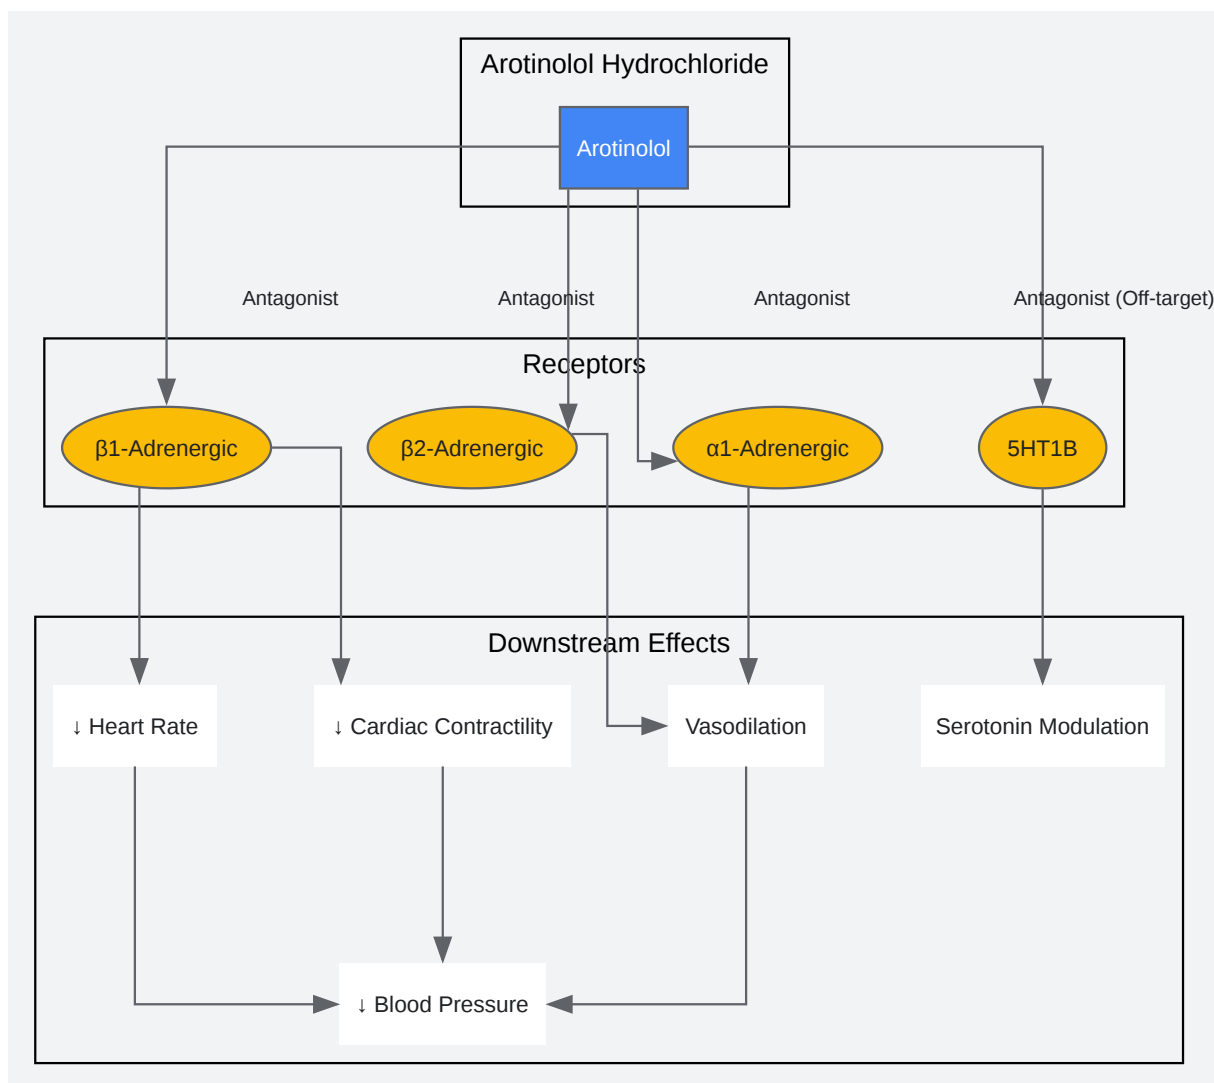 Arotinolol Hydrochloride
Arotinolol
Antagonist
Antagonist
Antagonist
Antagonist (Off-target)
Receptors
β1-Adrenergic
β2-Adrenergic
α1-Adrenergic
5HT1B
Downstream Effects
↓ Heart Rate
↓ Cardiac Contractility
Vasodilation
Serotonin Modulation
↓ Blood Pressure